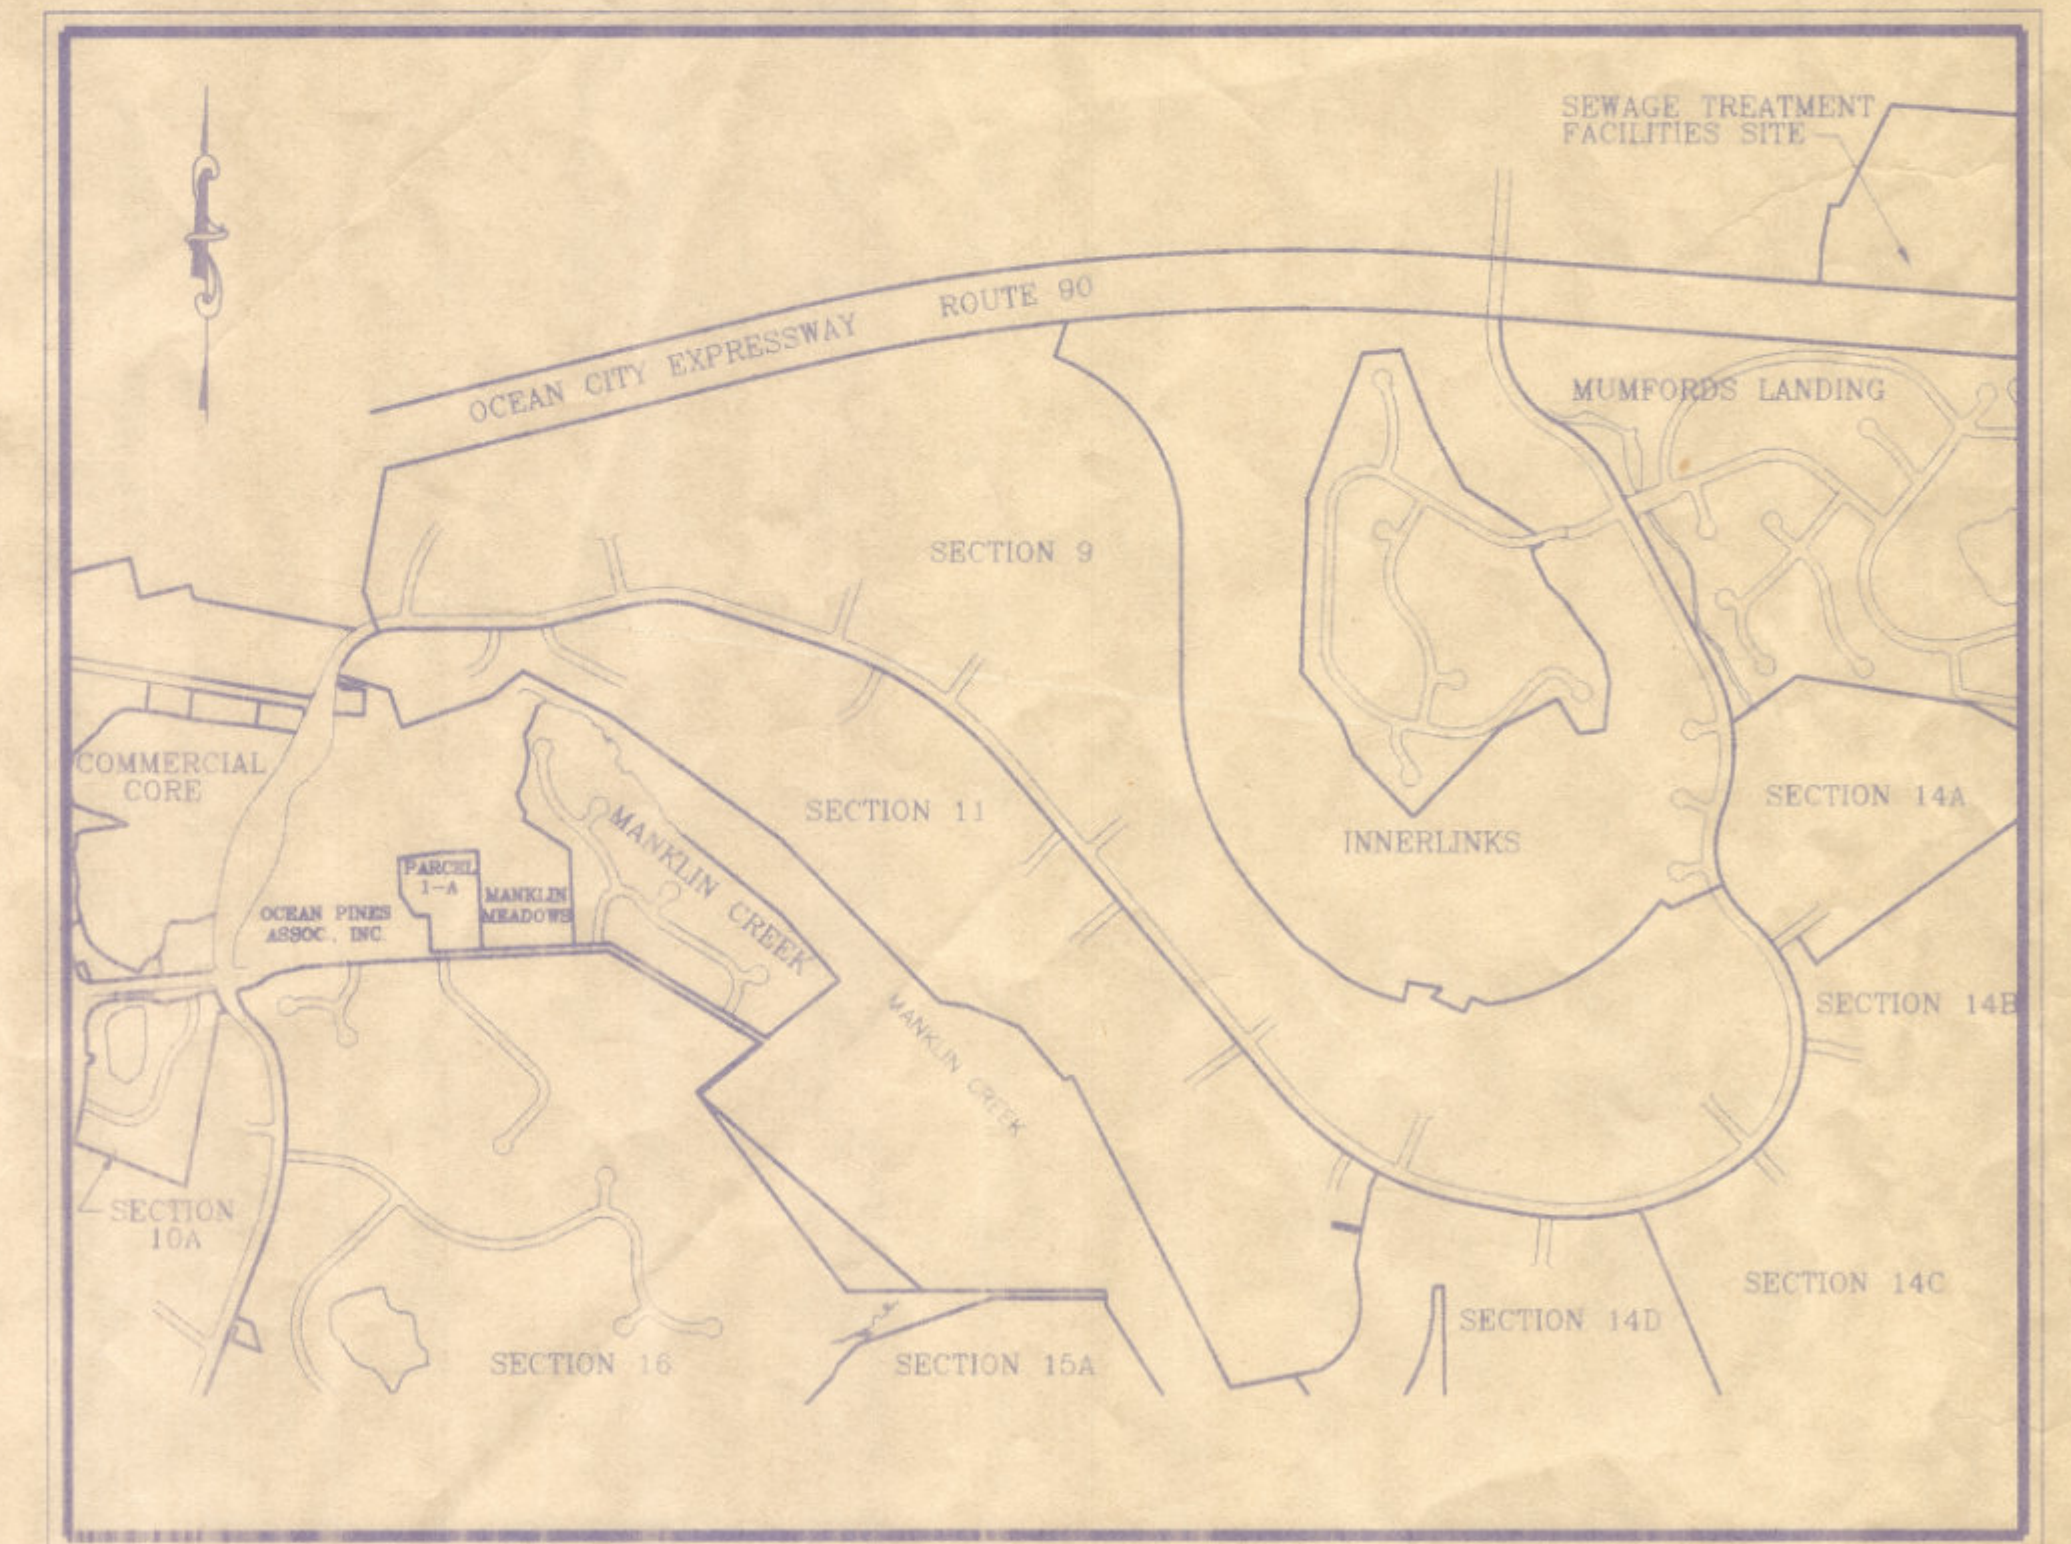 SEWAGE TREATMENT
FACILITIES SITE
ROUTE 90
OCEAN CITY EXPRESSWAY
MUMFORDS LANDING
SECTION 9
COMMERCIAL
CORE
SECTION 11
SECTION 14A
INNERLINKS
MANKLIN CREEK
PARCEL
1-A
MANKLIN
MEADOWS
OCEAN PINES
ASSOC., INC.
SECTION 14B
MANKLIN CREEK
SECTION
10A
SECTION 14C
SECTION 14D
SECTION 16
SECTION 15A